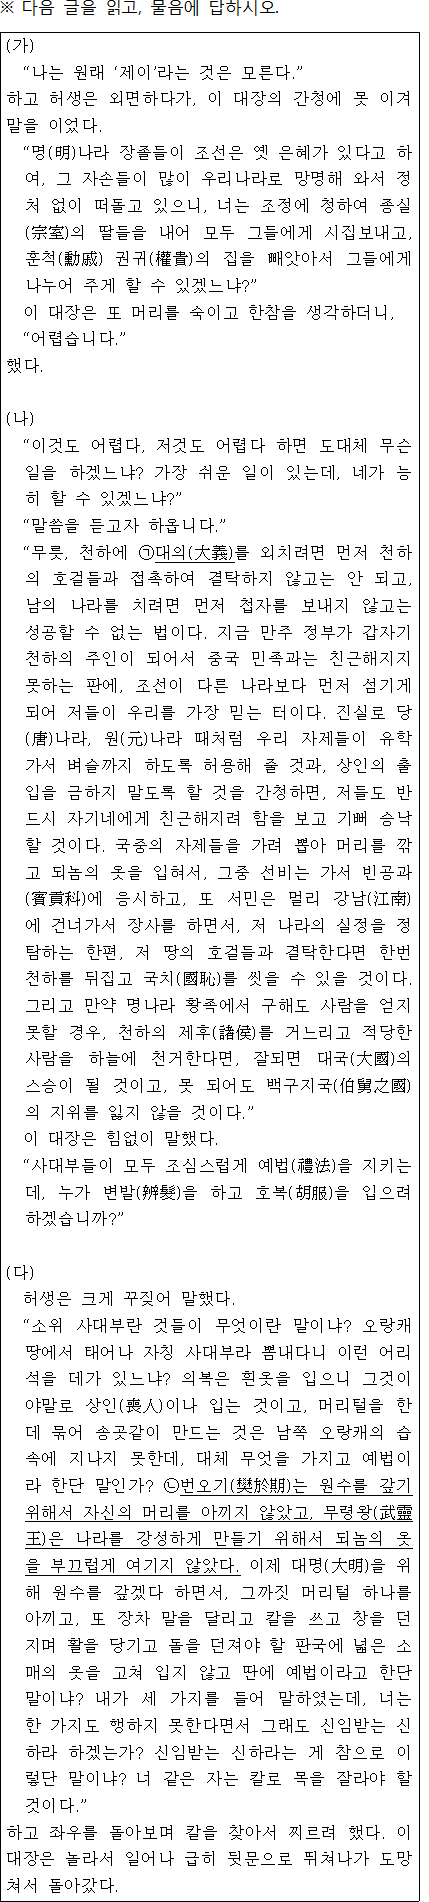 ※ 다음 글을 읽고, 물음에 답하시오.
(가)
“나는 원래 ‘제이’라는 것은 모른다.”
하고 허생은 외면하다가, 이 대장의 간청에 못 이겨
말을 이었다.
“명(明)나라 장졸들이 조선은 옛 은혜가 있다고 하
여, 그 자손들이 많이 우리나라로 망명해 와서 정
처 없이 떠돌고 있으니, 너는 조정에 청하여 종실
(宗室)의 딸들을 내어 모두 그들에게 시집보내고,
훈척(勳戚) 권귀(權貴)의 집을 빼앗아서 그들에게
나누어 주게 할 수 있겠느냐?”
이 대장은 또 머리를 숙이고 한참을 생각하더니,
“어렵습니다.”
했다.
(나)
“이것도 어렵다, 저것도 어렵다 하면 도대체 무슨
일을 하겠느냐? 가장 쉬운 일이 있는데, 네가 능
히 할 수 있겠느냐?”
“말씀을 듣고자 하옵니다.”
“무릇, 천하에 ㉠대의(大義)를 외치려면 먼저 천하
의 호걸들과 접촉하여 결탁하지 않고는 안 되고,
남의 나라를 치려면 먼저 첩자를 보내지 않고는
성공할 수 없는 법이다. 지금 만주 정부가 갑자기
천하의 주인이 되어서 중국 민족과는 친근해지지
못하는 판에, 조선이 다른 나라보다 먼저 섬기게
되어 저들이 우리를 가장 믿는 터이다. 진실로 당
(唐)나라, 원(元)나라 때처럼 우리 자제들이 유학
가서 벼슬까지 하도록 허용해 줄 것과, 상인의 출
입을 금하지 말도록 할 것을 간청하면, 저들도 반
드시 자기네에게 친근해지려 함을 보고 기뻐 승낙
할 것이다. 국중의 자제들을 가려 뽑아 머리를 깎
고 되놈의 옷을 입혀서, 그중 선비는 가서 빈공과
(賓貢科)에 응시하고, 또 서민은 멀리 강남(江南)
에 건너가서 장사를 하면서, 저 나라의 실정을 정
탐하는 한편, 저 땅의 호걸들과 결탁한다면 한번
천하를 뒤집고 국치(國恥)를 씻을 수 있을 것이다.
그리고 만약 명나라 황족에서 구해도 사람을 얻지
못할 경우, 천하의 제후(諸侯)를 거느리고 적당한
사람을 하늘에 천거한다면, 잘되면 대국(大國)의
스승이 될 것이고, 못 되어도 백구지국(伯舅之國)
의 지위를 잃지 않을 것이다.”
이 대장은 힘없이 말했다.
“사대부들이 모두 조심스럽게 예법(禮法)을 지키는
데, 누가 변발(辨髮)을 하고 호복(胡服)을 입으려
하겠습니까?”
(다)
허생은 크게 꾸짖어 말했다.
“소위 사대부란 것들이 무엇이란 말이냐? 오랑캐
땅에서 태어나 자칭 사대부라 뽐내다니 이런 어리
석을 데가 있느냐? 의복은 흰옷을 입으니 그것이
야말로 상인(喪人)이나 입는 것이고, 머리털을 한
데 묶어 송곳같이 만드는 것은 남쪽 오랑캐의 습
속에 지나지 못한데, 대체 무엇을 가지고 예법이
라 한단 말인가? ㉡번오기(樊於期)는 원수를 갚기
위해서 자신의 머리를 아끼지 않았고, 무령왕(武靈
王)은 나라를 강성하게 만들기 위해서 되놈의 옷
을 부끄럽게 여기지 않았다. 이제 대명(大明)을 위
해 원수를 갚겠다 하면서, 그까짓 머리털 하나를
아끼고, 또 장차 말을 달리고 칼을 쓰고 창을 던
지며 활을 당기고 돌을 던져야 할 판국에 넓은 소
매의 옷을 고쳐 입지 않고 딴에 예법이라고 한단
말이냐? 내가 세 가지를 들어 말하였는데, 너는
한 가지도 행하지 못한다면서 그래도 신임받는 신
하라 하겠는가? 신임받는 신하라는 게 참으로 이
렇단 말이냐? 너 같은 자는 칼로 목을 잘라야 할
것이다.”
하고 좌우를 돌아보며 칼을 찾아서 찌르려 했다. 이
대장은 놀라서 일어나 급히 뒷문으로 뛰쳐나가 도망
쳐서 돌아갔다.